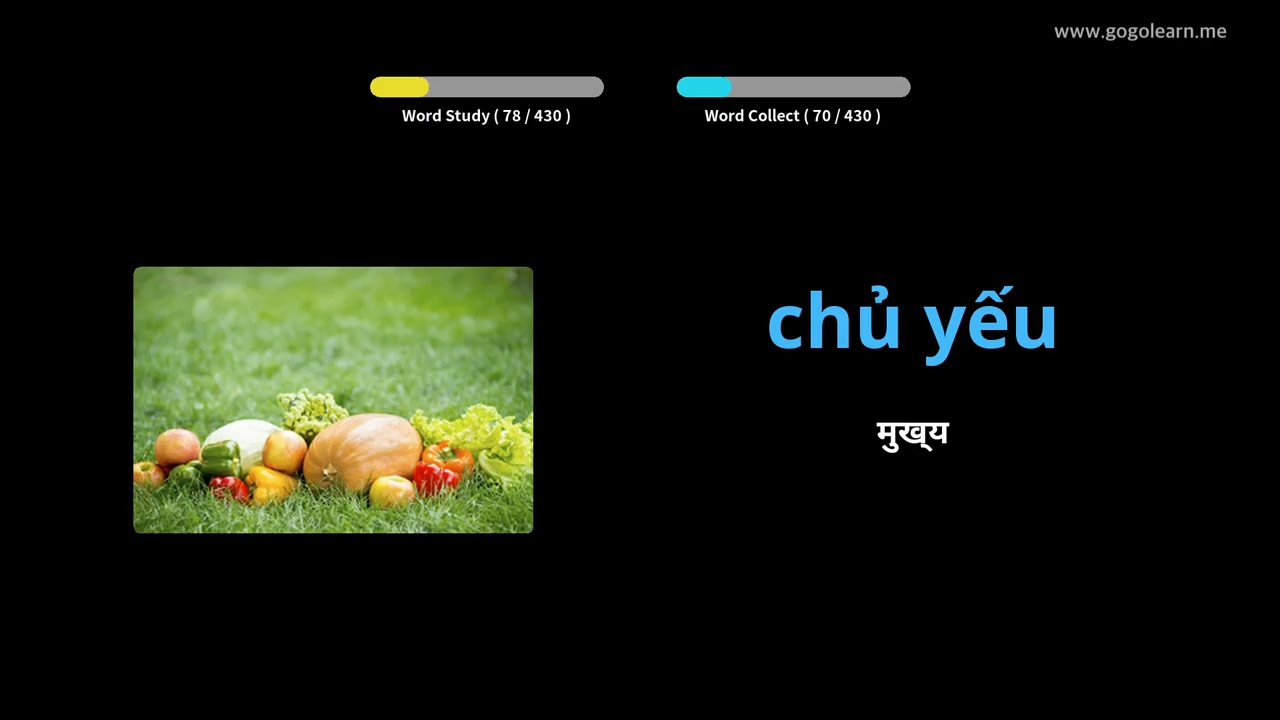 www.gogolearn.me
Word Study ( 78 / 430 )
Word Collect ( 70 / 430 )
chủ yếu
मुख्य